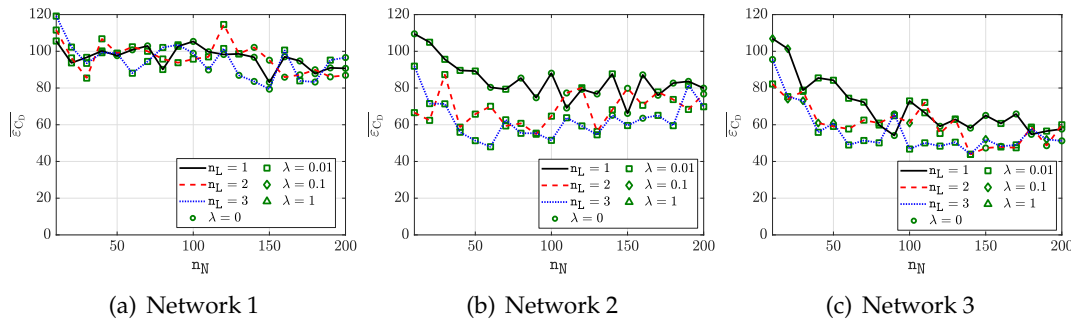 120
100
80
60
40
20
0
50 100 150 200
n_N
ε_{C_D}
n_L = 1
n_L = 2
n_L = 3
λ = 0
λ = 0.01
λ = 0.1
λ = 1
(a) Network 1
120
100
80
60
40
20
0
50 100 150 200
n_N
ε_{C_D}
n_L = 1
n_L = 2
n_L = 3
λ = 0
λ = 0.01
λ = 0.1
λ = 1
(b) Network 2
120
100
80
60
40
20
0
50 100 150 200
n_N
ε_{C_D}
n_L = 1
n_L = 2
n_L = 3
λ = 0
λ = 0.01
λ = 0.1
λ = 1
(c) Network 3